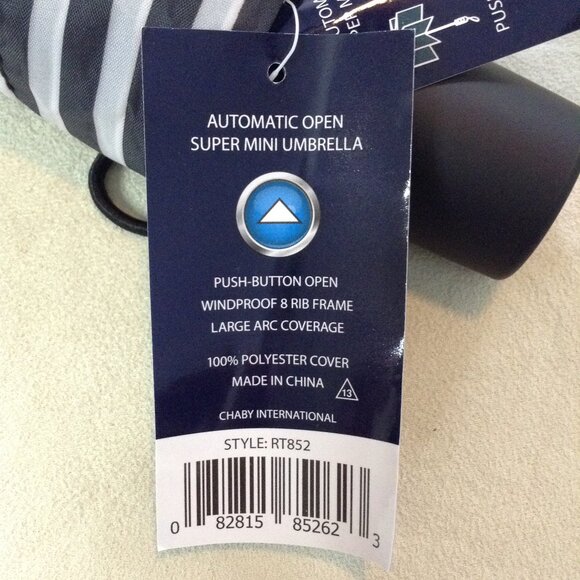 AUTOMATIC OPEN
SUPER MINI UMBRELLA
PUSH-BUTTON OPEN
WINDPROOF 8 RIB FRAME
LARGE ARC COVERAGE
100% POLYESTER COVER
MADE IN CHINA 13
CHABY INTERNATIONAL
STYLE: RT852
0 82815 85262 3